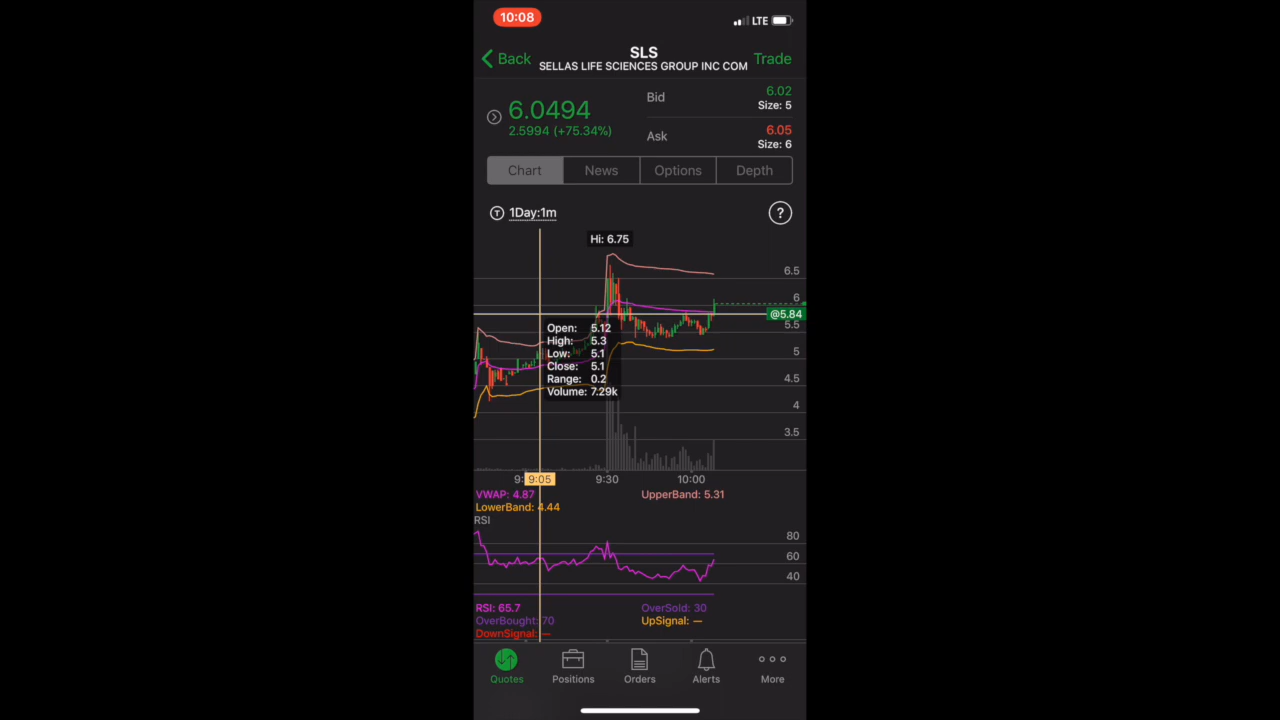 10:08
LTE
Back
SLS
Trade
SELLAS LIFE SCIENCES GROUP INC COM
6.0494
2.5994 (+75.34%)
Bid
6.02
Size: 5
Ask
6.05
Size: 6
Chart
News
Options
Depth
T
1Day:1m
?
Hi: 6.75
6.5
6
@5.84
5.5
5
4.5
4
3.5
Open: 5.12
High: 5.3
Low: 5.1
Close: 5.1
Range: 0.2
Volume: 7.29k
9:05
9:30
10:00
VWAP: 4.87
UpperBand: 5.31
LowerBand: 4.44
RSI
80
60
40
RSI: 65.7
OverSold: 30
OverBought: 70
UpSignal: —
DownSignal: —
Quotes
Positions
Orders
Alerts
More